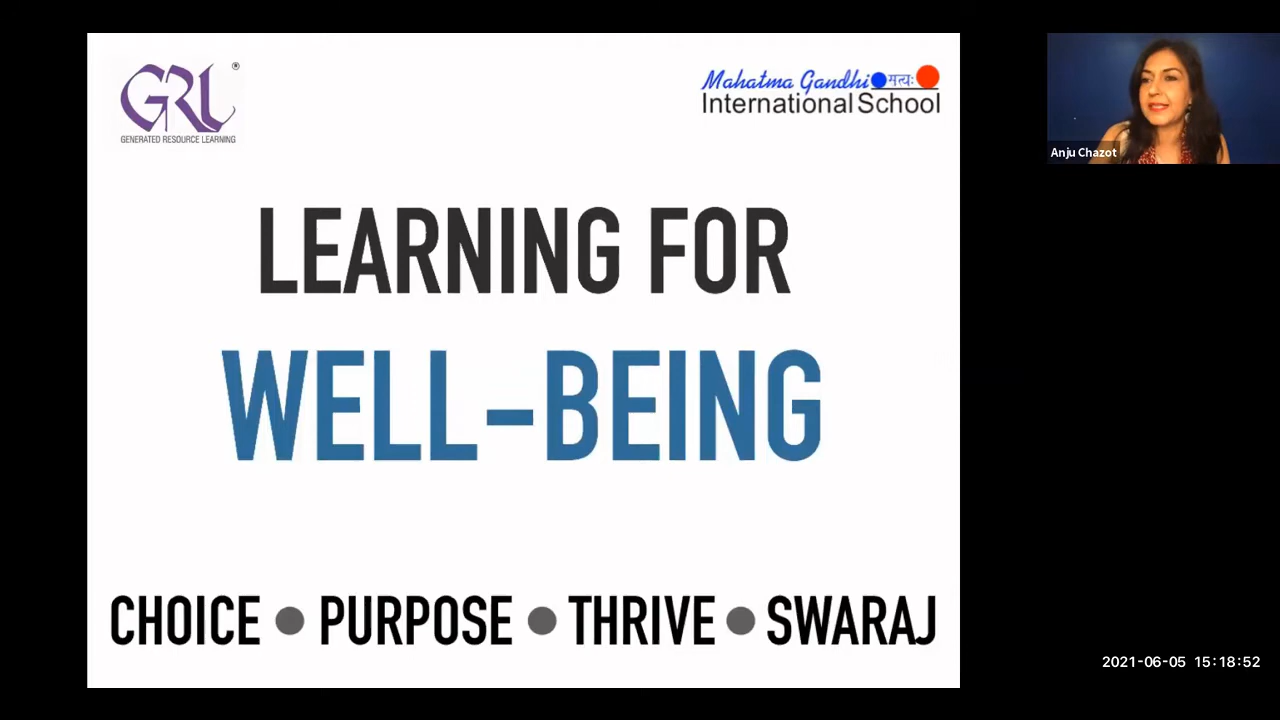 GRL ®
GENERATED RESOURCE LEARNING
Mahatma Gandhi सत्यः
International School
Anju Chazot
LEARNING FOR
WELL-BEING
CHOICE • PURPOSE • THRIVE • SWARAJ
2021-06-05 15:18:52